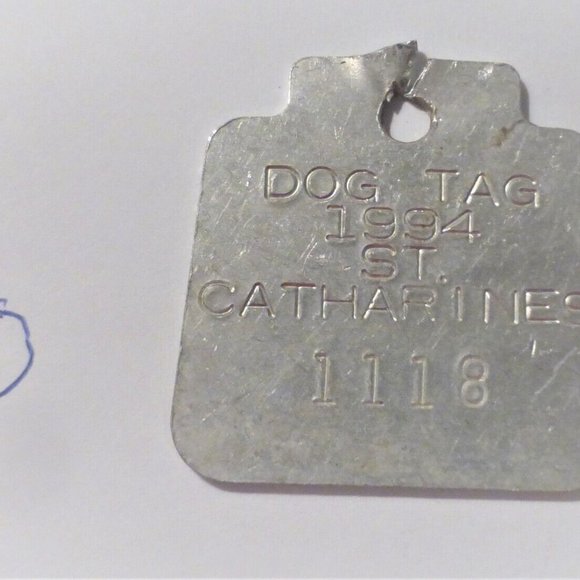 DOG TAG
1994
ST.
CATHARINES
1118